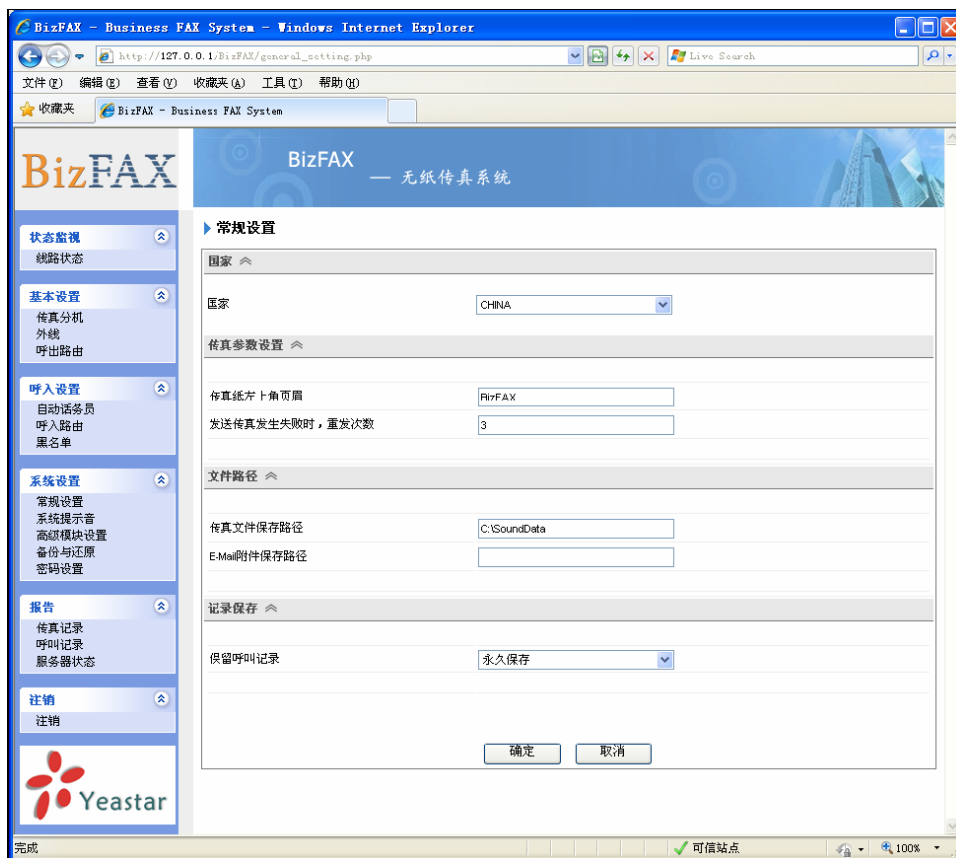 BizFAX - Business FAX System - Windows Internet Explorer
http://127.0.0.1/BizFAX/general_setting.php
Live Search
文件(F) 编辑(E) 查看(V) 收藏夹(A) 工具(T) 帮助(H)
收藏夹
BizFAX - Business FAX System
BizFAX
BizFAX
— 无纸传真系统
状态监视
线路状态
基本设置
传真分机
外线
呼出路由
呼入设置
自动话务员
呼入路由
黑名单
系统设置
常规设置
系统提示音
高级模块设置
备份与还原
密码设置
报告
传真记录
呼叫记录
服务器状态
注销
注销
Yeastar
常规设置
国家
国家 CHINA
传真参数设置
传真纸左上角页眉 BizFAX
发送传真发生失败时，重发次数 3
文件路径
传真文件保存路径 C:\SoundData
E-Mail附件保存路径
记录保存
保留呼叫记录 永久保存
确定 取消
完成
可信站点
100%